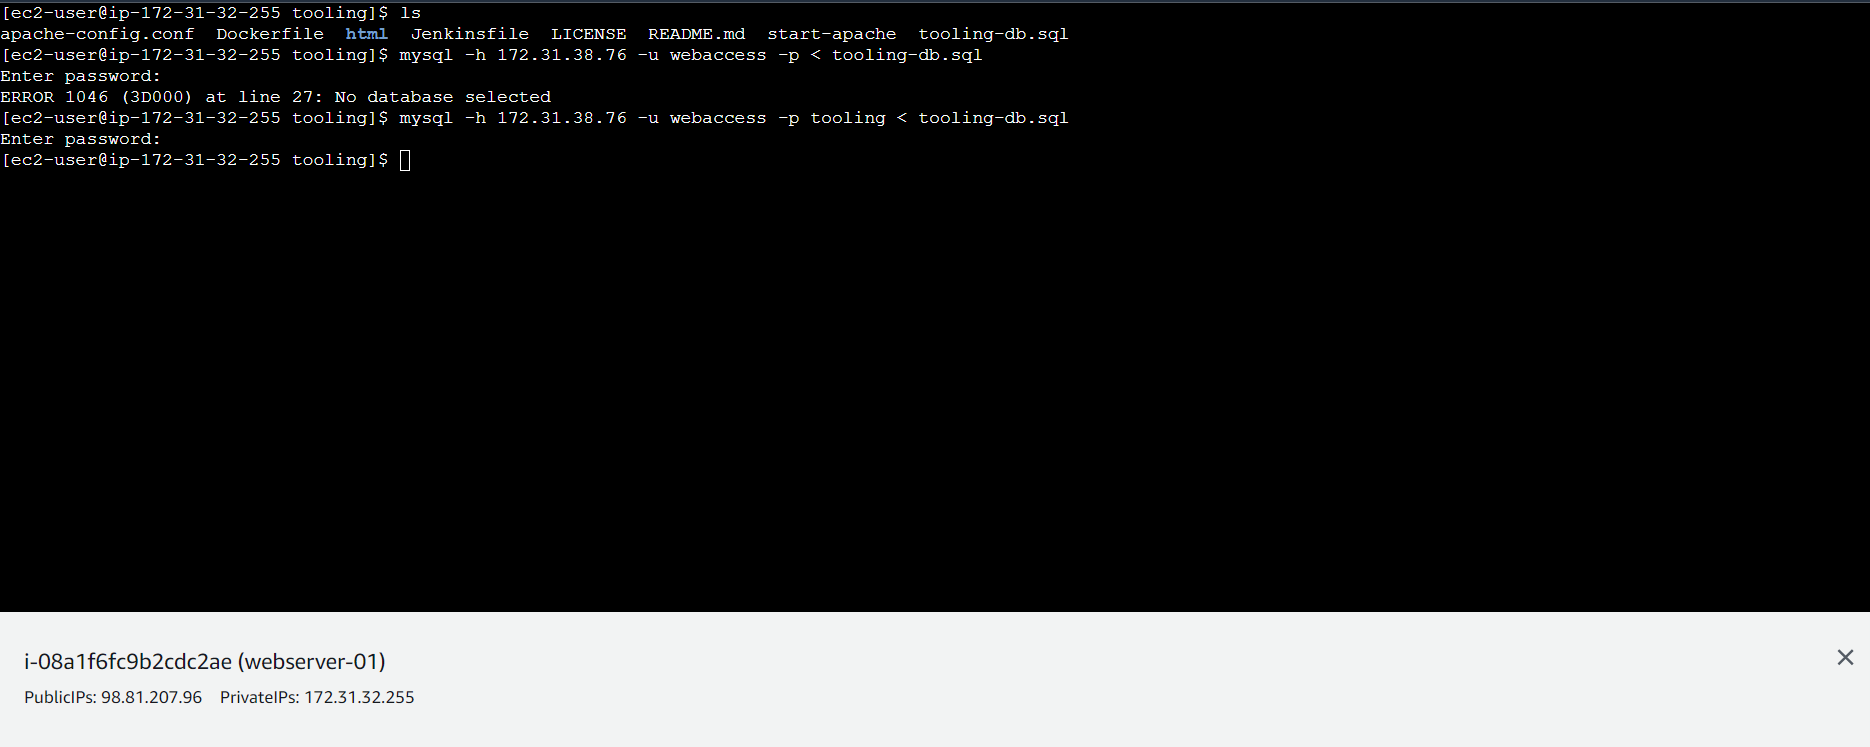 [ec2-user@ip-172-31-32-255 tooling]$ ls
apache-config.conf  Dockerfile  html  Jenkinsfile  LICENSE  README.md  start-apache  tooling-db.sql
[ec2-user@ip-172-31-32-255 tooling]$ mysql -h 172.31.38.76 -u webaccess -p < tooling-db.sql
Enter password:
ERROR 1046 (3D000) at line 27: No database selected
[ec2-user@ip-172-31-32-255 tooling]$ mysql -h 172.31.38.76 -u webaccess -p tooling < tooling-db.sql
Enter password:
[ec2-user@ip-172-31-32-255 tooling]$
i-08a1f6fc9b2cdc2ae (webserver-01)
PublicIPs: 98.81.207.96  PrivateIPs: 172.31.32.255